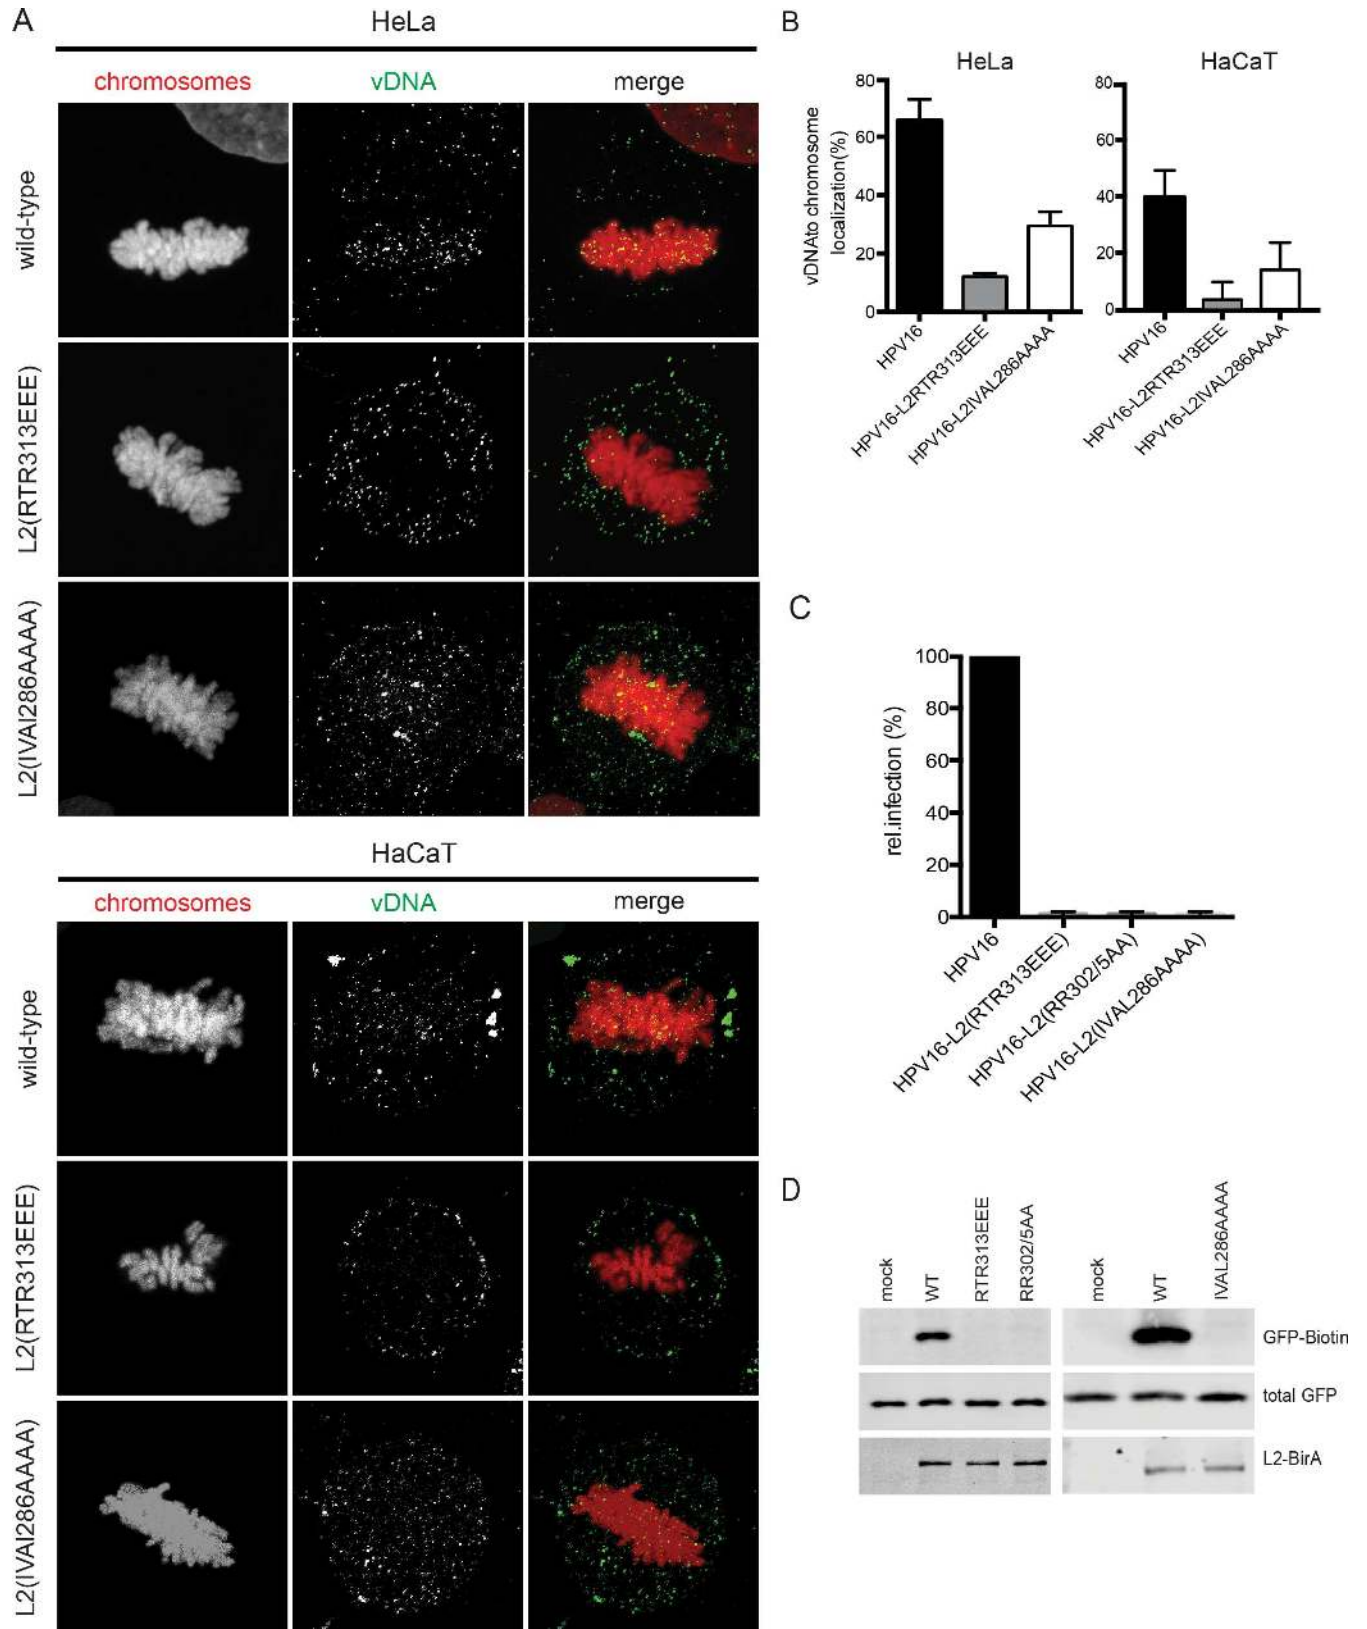 A
HeLa
chromosomes
vDNA
merge
wild-type
L2(RTR313EEE)
L2(IVAI286AAAA)
HaCaT
chromosomes
vDNA
merge
wild-type
L2(RTR313EEE)
L2(IVAI286AAAA)
B
HeLa
HaCaT
vDNAto chromosome
localization(%)
80
60
40
20
0
80
60
40
20
0
HPV16
HPV16-L2RTR313EEE
HPV16-L2IVAL286AAAA
HPV16
HPV16-L2RTR313EEE
HPV16-L2IVAL286AAAA
C
rel.infection (%)
100
80
60
40
20
0
HPV16
HPV16-L2(RTR313EEE)
HPV16-L2(RR302/5AA)
HPV16-L2(IVAL286AAAA)
D
mock
WT
RTR313EEE
RR302/5AA
mock
WT
IVAL286AAAA
GFP-Biotin
total GFP
L2-BirA